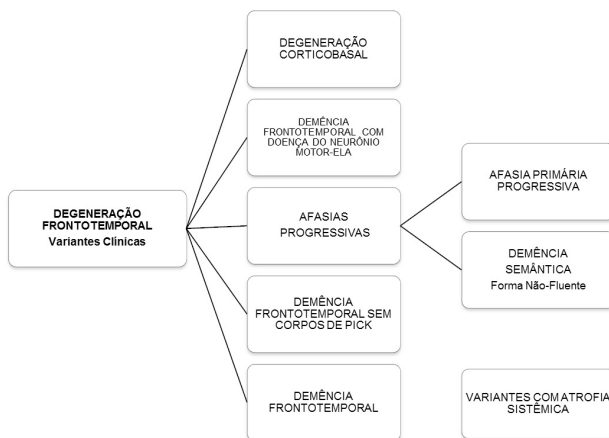 DEGENERAÇÃO
CORTICOBASAL
DEMÊNCIA
FRONTOTEMPORAL COM
DOENÇA DO NEURÔNIO
MOTOR-ELA
DEGENERAÇÃO
FRONTOTEMPORAL
Variantes Clínicas
AFASIAS
PROGRESSIVAS
AFASIA PRIMÁRIA
PROGRESSIVA
DEMÊNCIA
SEMÂNTICA
Forma Não-Fluente
DEMÊNCIA
FRONTOTEMPORAL SEM
CORPOS DE PICK
DEMÊNCIA
FRONTOTEMPORAL
VARIANTES COM ATROFIA
SISTÊMICA